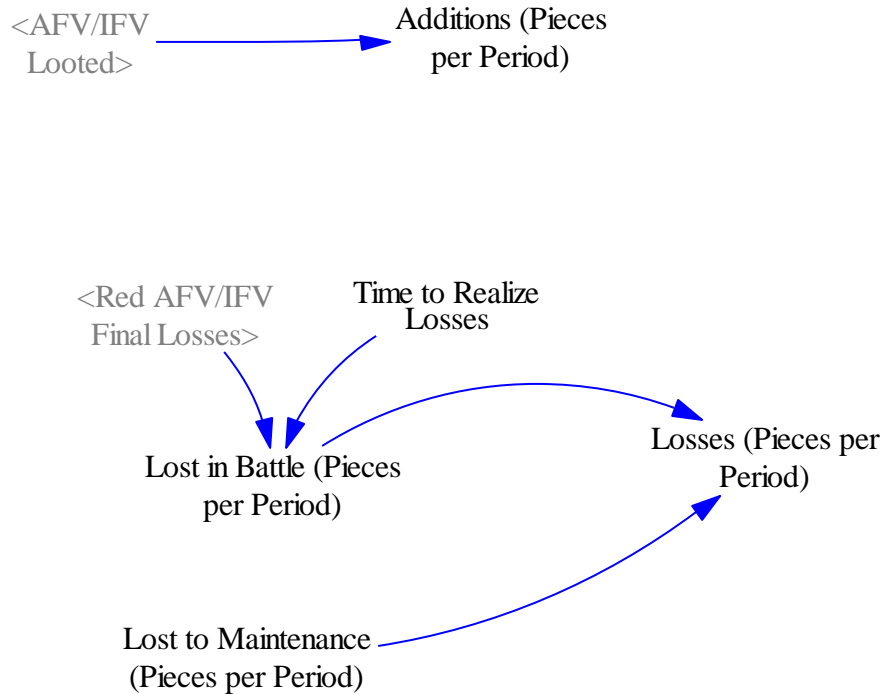 <AFV/IFV
Looted>
Additions (Pieces
per Period)
<Red AFV/IFV
Final Losses>
Time to Realize
Losses
Lost in Battle (Pieces
per Period)
Losses (Pieces per
Period)
Lost to Maintenance
(Pieces per Period)